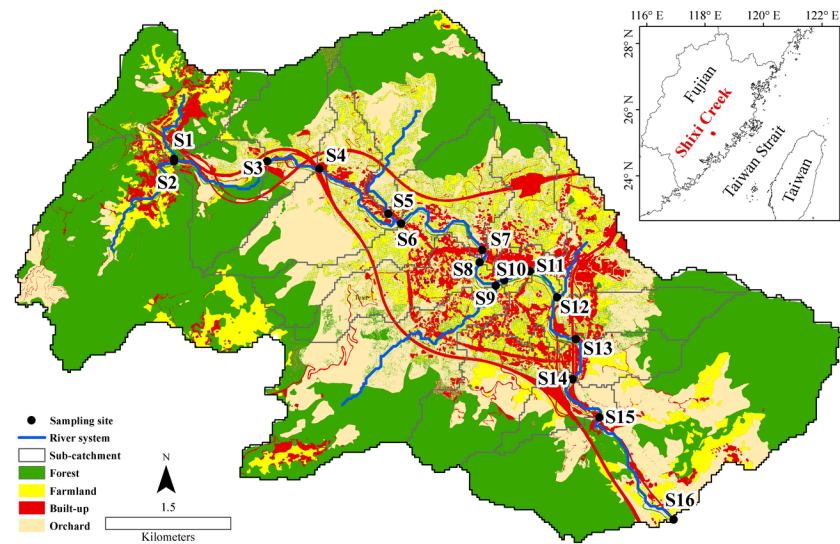 116° E
118° E
120° E
122° E
28° N
26° N
24° N
Fujian
Shixi Creek
Taiwan Strait
Taiwan
S1
S2
S3
S4
S5
S6
S7
S8
S9
S10
S11
S12
S13
S14
S15
S16
Sampling site
River system
Sub-catchment
Forest
Farmland
Built-up
Orchard
N
1.5
Kilometers